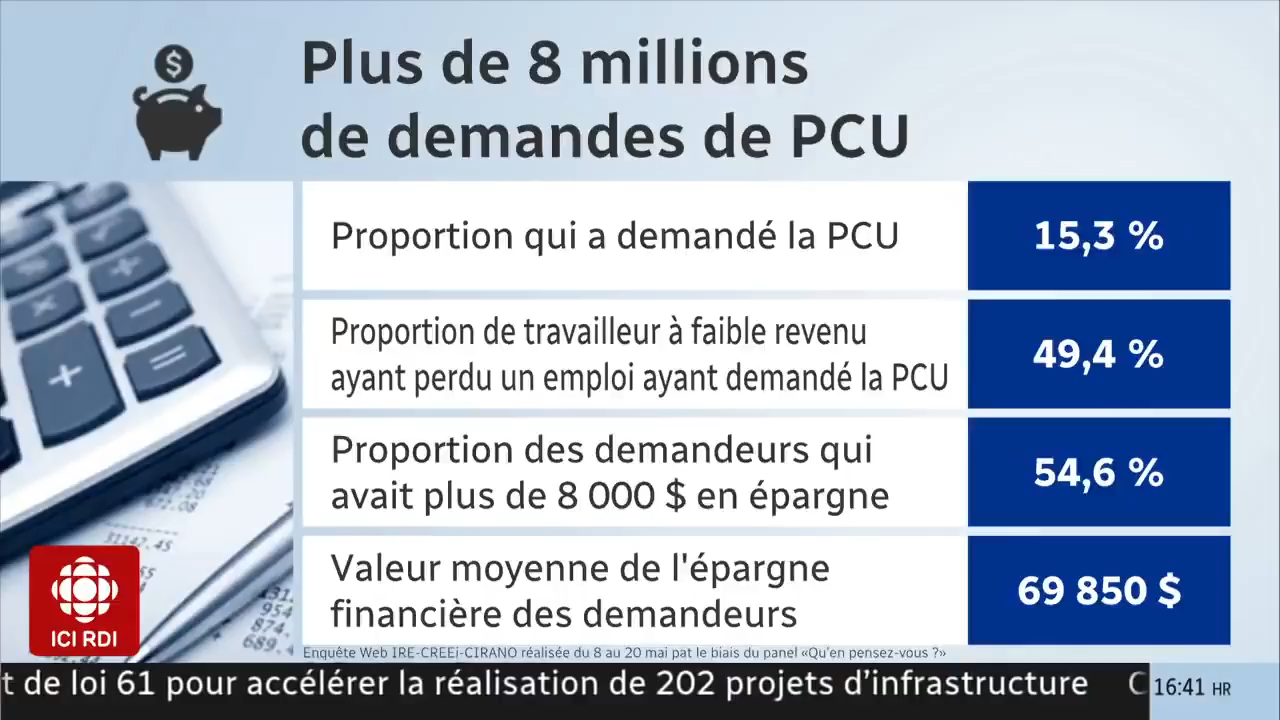 Plus de 8 millions
de demandes de PCU
Proportion qui a demandé la PCU
15,3 %
Proportion de travailleur à faible revenu
ayant perdu un emploi ayant demandé la PCU
49,4 %
Proportion des demandeurs qui
avait plus de 8 000 $ en épargne
54,6 %
Valeur moyenne de l'épargne
financière des demandeurs
69 850 $
31147.45
ICI RDI
Enquête Web IRE-CREEi-CIRANO réalisée du 8 au 20 mai pat le biais du panel «Qu'en pensez-vous ?»
t de loi 61 pour accélérer la réalisation de 202 projets d'infrastructure C
16:41 HR